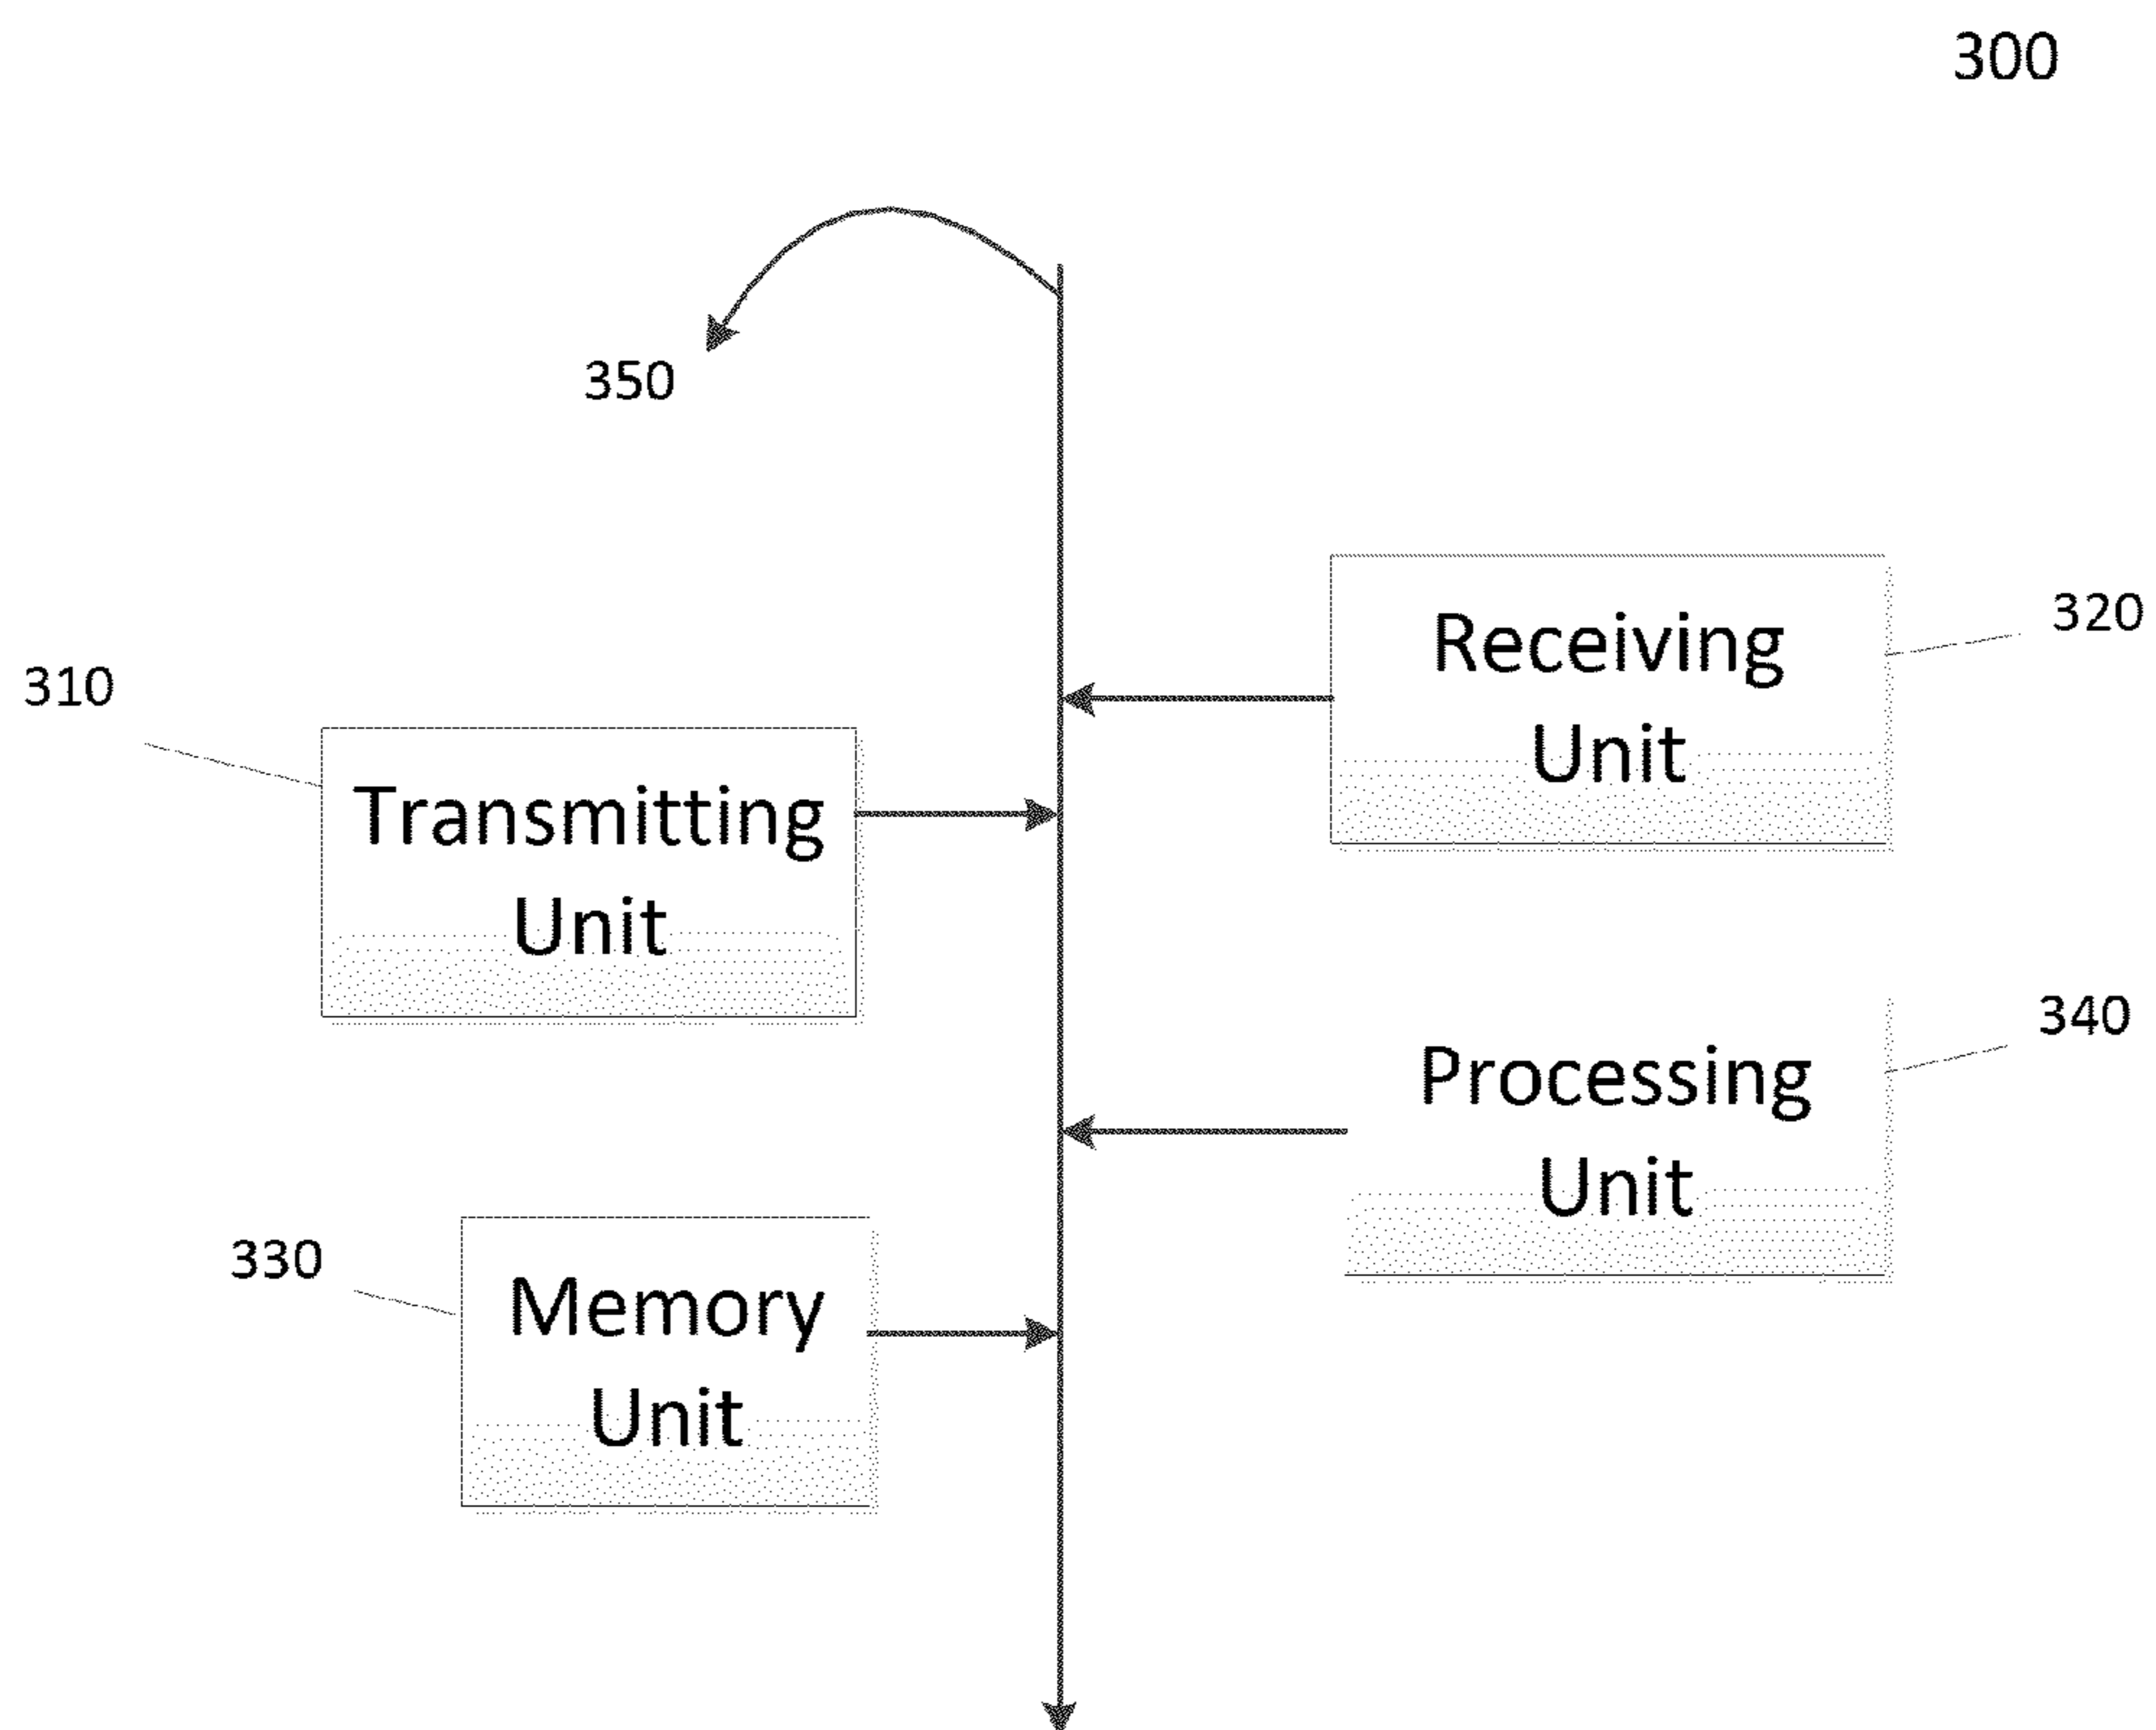 300
350
Receiving
Unit
320
310
Transmitting
Unit
340
Processing
Unit
330
Memory
Unit